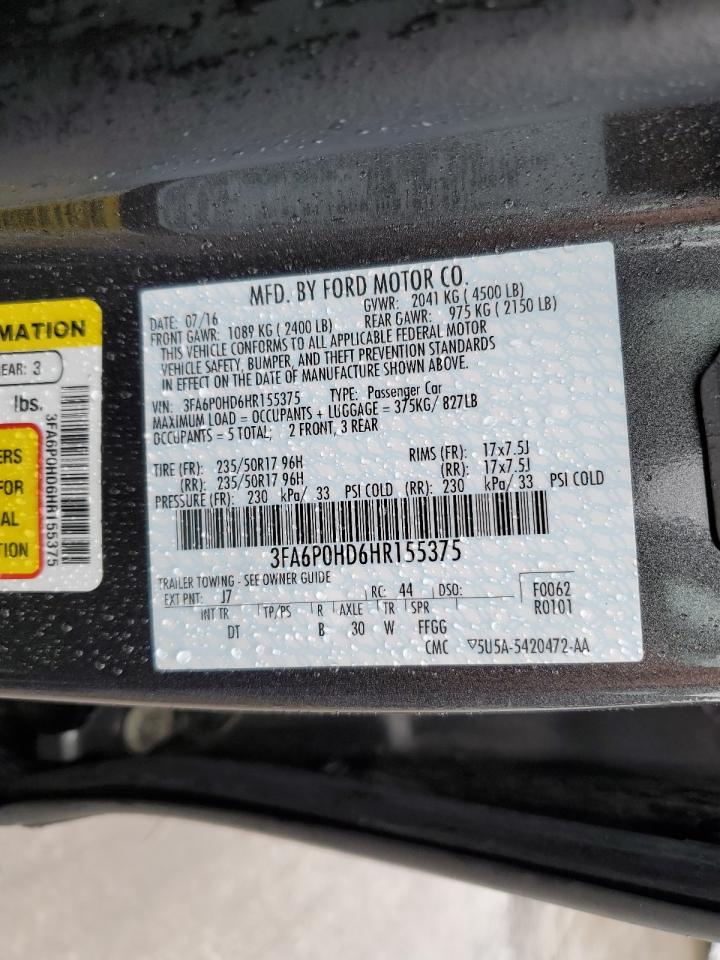 MFD. BY FORD MOTOR CO.
DATE: 07/16 GVWR: 2041 KG ( 4500 LB)
FRONT GAWR: 1089 KG ( 2400 LB) REAR GAWR: 975 KG ( 2150 LB)
THIS VEHICLE CONFORMS TO ALL APPLICABLE FEDERAL MOTOR
VEHICLE SAFETY, BUMPER, AND THEFT PREVENTION STANDARDS
IN EFFECT ON THE DATE OF MANUFACTURE SHOWN ABOVE.
VIN: 3FA6P0HD6HR155375 TYPE: Passenger Car
MAXIMUM LOAD = OCCUPANTS + LUGGAGE = 375KG/ 827LB
OCCUPANTS = 5 TOTAL; 2 FRONT, 3 REAR
TIRE (FR): 235/50R17 96H RIMS (FR): 17x7.5J
(RR): 235/50R17 96H (RR): 17x7.5J
PRESSURE (FR): 230 kPa/ 33 PSI COLD (RR): 230 kPa/ 33 PSI COLD
3FA6P0HD6HR155375
TRAILER TOWING - SEE OWNER GUIDE
EXT PNT: J7 RC: 44 DSO: F0062
INT TR TP/PS R AXLE TR SPR R0101
DT B 30 W FFGG
CMC ▽5U5A-5420472-AA
RMATION
REAR: 3
lbs.
ERS
FOR
AL
TION
3FA6P0HD6HR155375